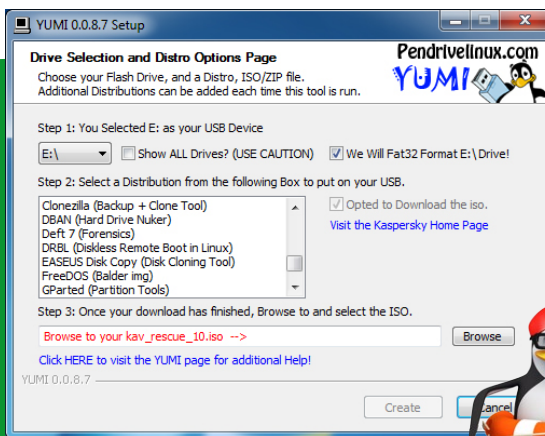 YUMI 0.0.8.7 Setup
Drive Selection and Distro Options Page
Choose your Flash Drive, and a Distro, ISO/ZIP file.
Additional Distributions can be added each time this tool is run.
Pendrivelinux.com
YUMI
Step 1: You Selected E: as your USB Device
E:\
Show ALL Drives? (USE CAUTION)
We Will Fat32 Format E:\ Drive!
Step 2: Select a Distribution from the following Box to put on your USB.
Clonezilla (Backup + Clone Tool)
DBAN (Hard Drive Nuker)
Deft 7 (Forensics)
DRBL (Diskless Remote Boot in Linux)
EASEUS Disk Copy (Disk Cloning Tool)
FreeDOS (Balder img)
GParted (Partition Tools)
Opted to Download the iso.
Visit the Kaspersky Home Page
Step 3: Once your download has finished, Browse to and select the ISO.
Browse to your kav_rescue_10.iso -->
Browse
Click HERE to visit the YUMI page for additional Help!
YUMI 0.0.8.7
Create
Cancel